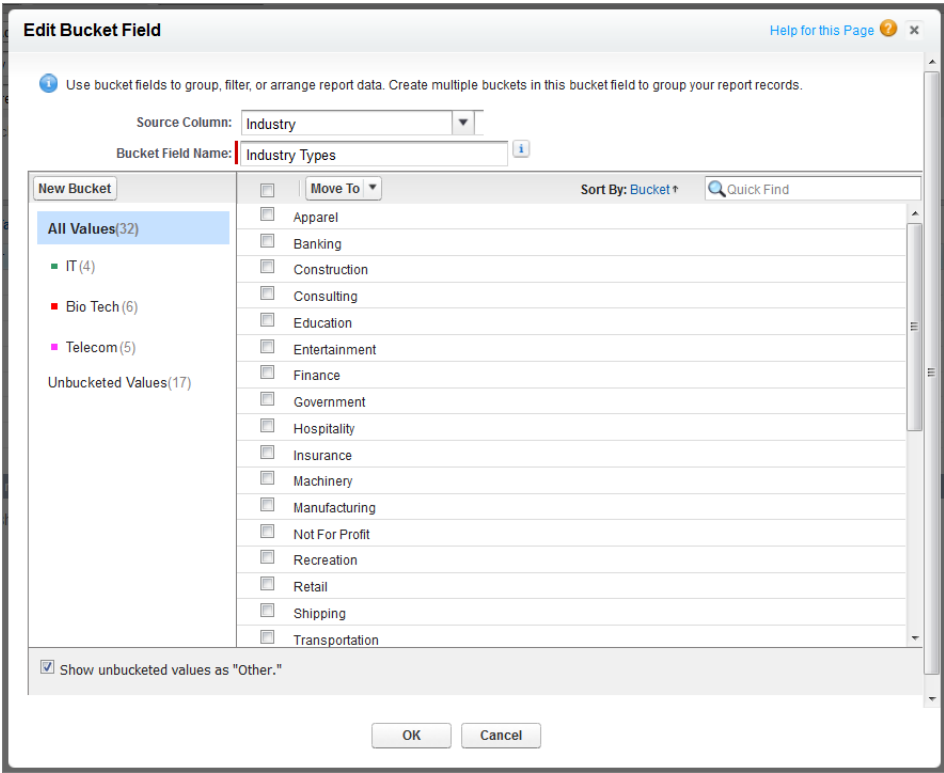 Edit Bucket Field
Help for this Page
Use bucket fields to group, filter, or arrange report data. Create multiple buckets in this bucket field to group your report records.
Source Column: Industry
Bucket Field Name: Industry Types
New Bucket
Move To
Sort By: Bucket↑
Quick Find
All Values(32)
IT(4)
Bio Tech(6)
Telecom(5)
Unbucketed Values(17)
Apparel
Banking
Construction
Consulting
Education
Entertainment
Finance
Government
Hospitality
Insurance
Machinery
Manufacturing
Not For Profit
Recreation
Retail
Shipping
Transportation
Show unbucketed values as "Other."
OK
Cancel